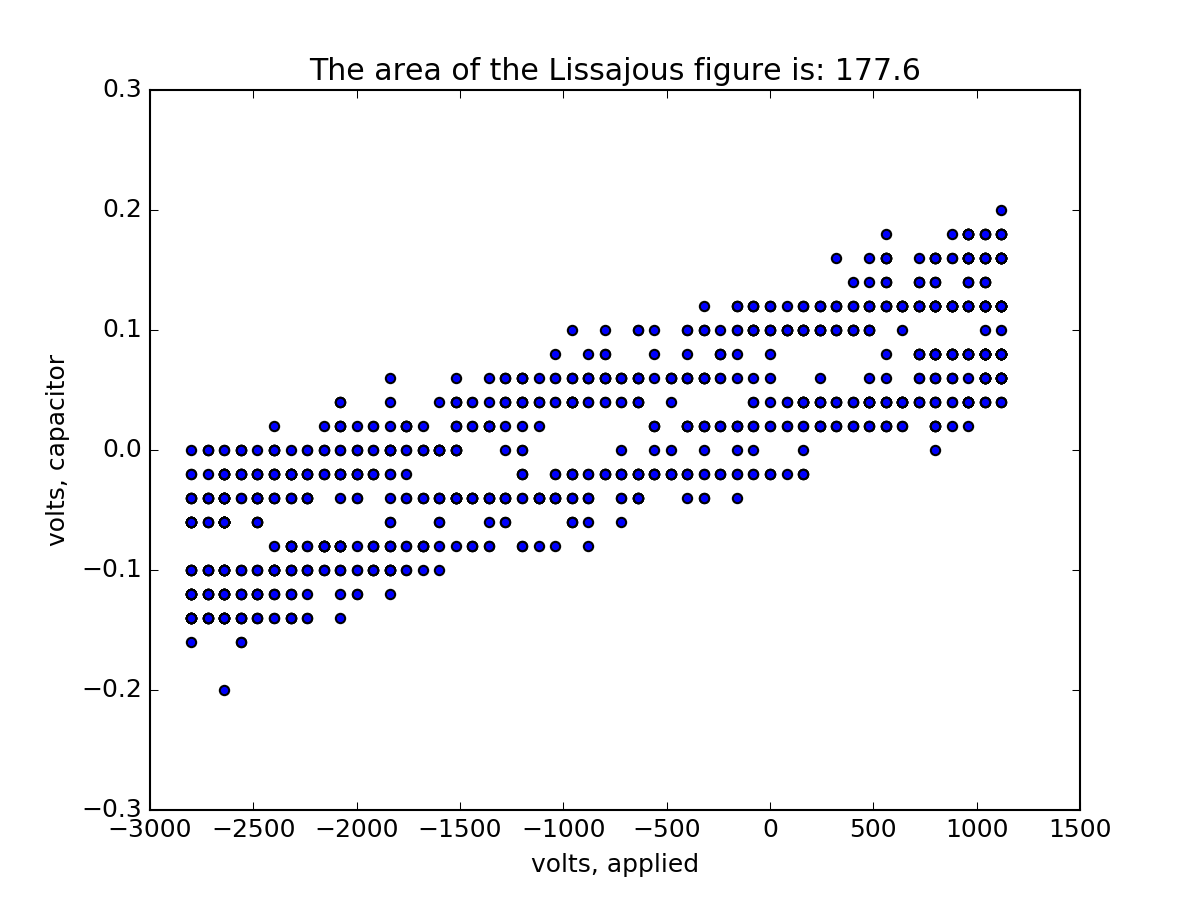 The area of the Lissajous figure is: 177.6
0.3
0.2
0.1
0.0
−0.1
−0.2
−0.3
volts, capacitor
−3000 −2500 −2000 −1500 −1000 −500 0 500 1000 1500
volts, applied